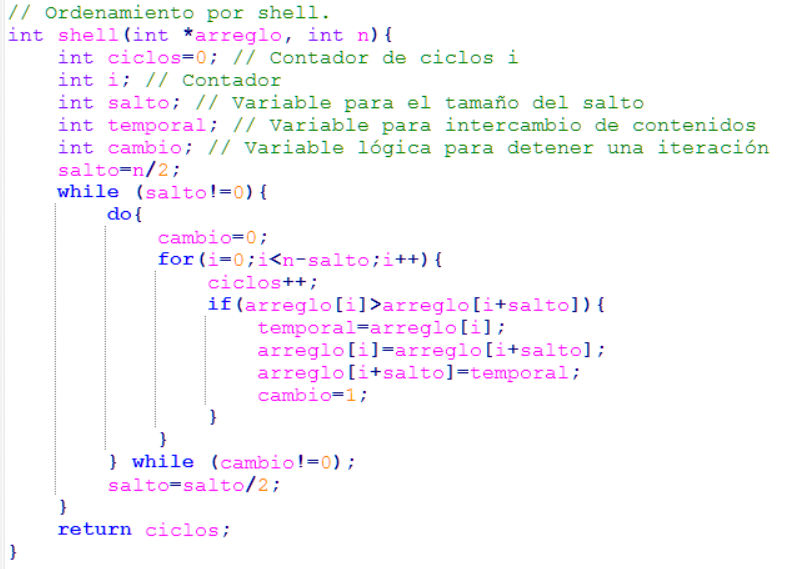 // Ordenamiento por shell.
int shell(int *arreglo, int n){
    int ciclos=0; // Contador de ciclos i
    int i; // Contador
    int salto; // Variable para el tamaño del salto
    int temporal; // Variable para intercambio de contenidos
    int cambio; // Variable lógica para detener una iteración
    salto=n/2;
    while (salto!=0){
        do{
            cambio=0;
            for(i=0;i<n-salto;i++){
                ciclos++;
                if(arreglo[i]>arreglo[i+salto]){
                    temporal=arreglo[i];
                    arreglo[i]=arreglo[i+salto];
                    arreglo[i+salto]=temporal;
                    cambio=1;
                }
            }
        } while (cambio!=0);
        salto=salto/2;
    }
    return ciclos;
}